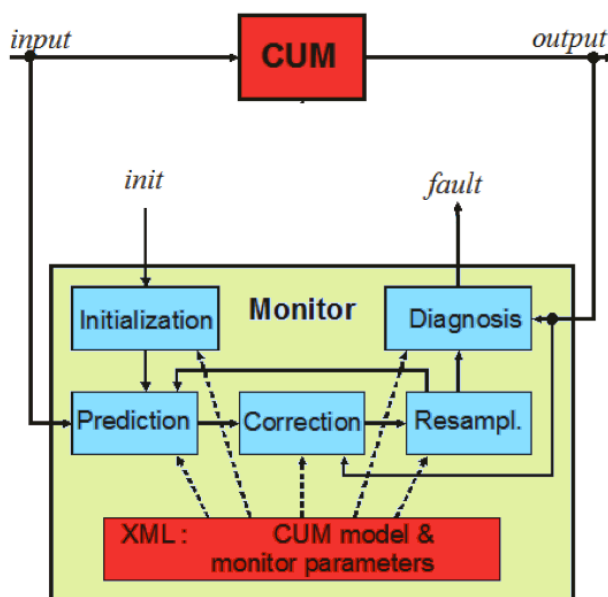 input
CUM
output
init
fault
Initialization
Monitor
Diagnosis
Prediction
Correction
Resampl.
XML : CUM model &
monitor parameters